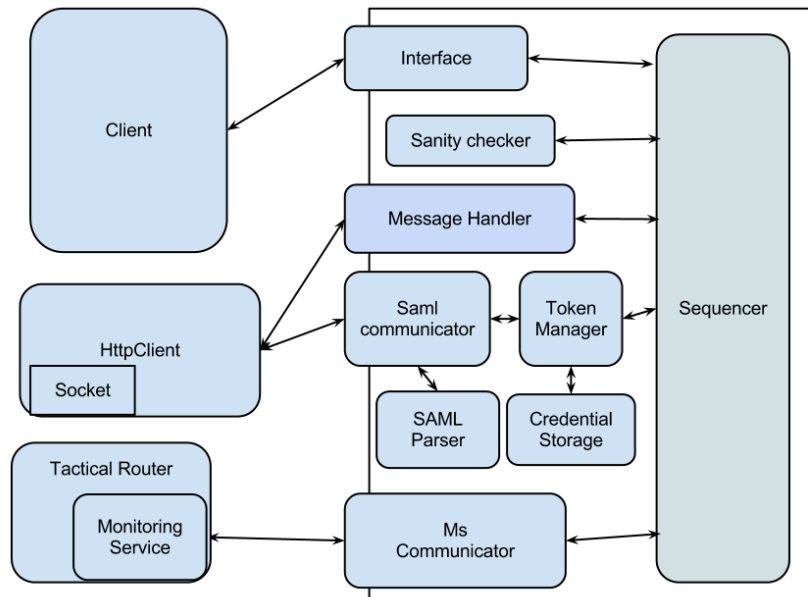 Client
Interface
Sanity checker
Message Handler
HttpClient
Socket
Saml
communicator
Token
Manager
Sequencer
SAML
Parser
Credential
Storage
Tactical Router
Monitoring
Service
Ms
Communicator